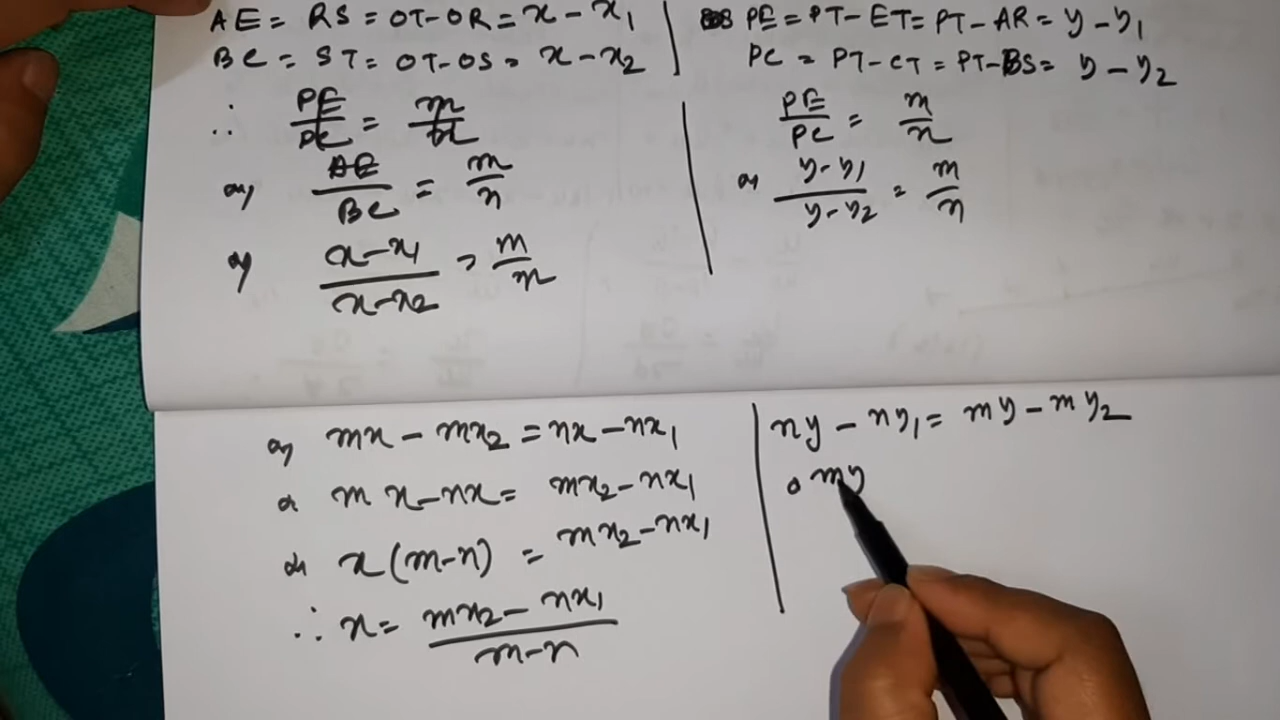 AE = RS = OT-OR = x - x₁
BC = ST = OT-OS = x - x₂
∴ PE/PC = m/n
or, AE/BC = m/n
or, x-x₁/x-x₂ = m/n
PE = PT - ET = PT - AR = y - y₁
PC = PT - CT = PT-BS = y - y₂
PE/PC = m/n
or y-y₁/y-y₂ = m/n
or, mx - mx₂ = nx - nx₁
or mx - nx = mx₂ - nx₁
or x(m-n) = mx₂ - nx₁
∴ x = mx₂ - nx₁/m-n
ny - ny₁ = my - my₂
o my